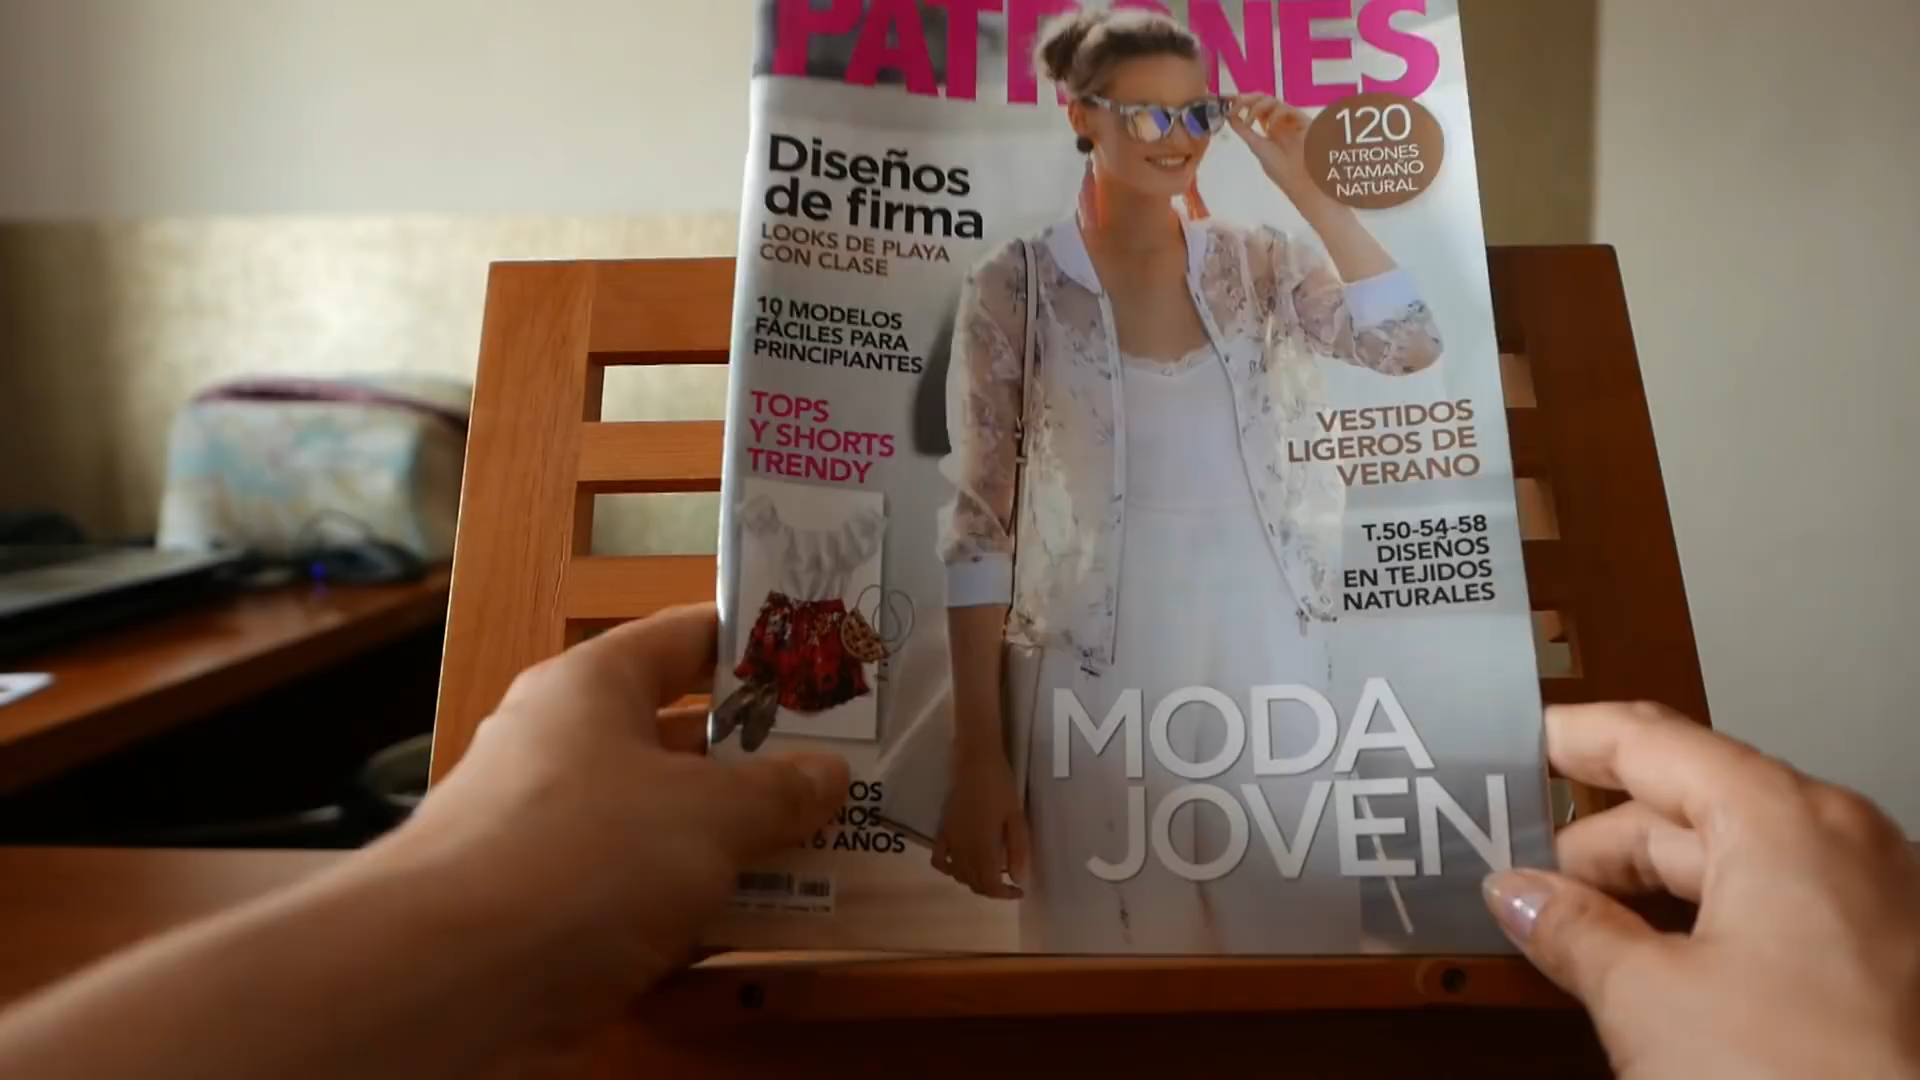 PATRONES
Diseños
de firma
LOOKS DE PLAYA
CON CLASE
10 MODELOS
FÁCILES PARA
PRINCIPIANTES
TOPS
Y SHORTS
TRENDY
6 AÑOS
120
PATRONES
A TAMAÑO
NATURAL
VESTIDOS
LIGEROS DE
VERANO
T.50-54-58
DISEÑOS
EN TEJIDOS
NATURALES
MODA
JOVEN